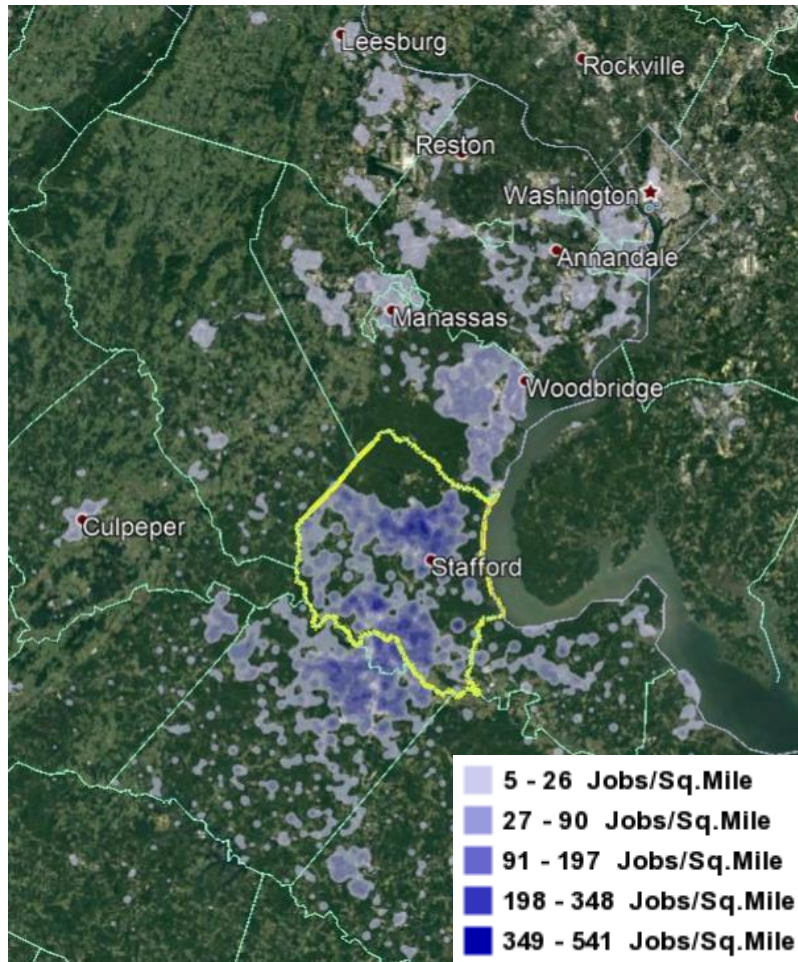 Leesburg
Rockville
Reston
Washington
Annandale
Manassas
Woodbridge
Culpeper
Stafford
5 - 26 Jobs/Sq.Mile
27 - 90 Jobs/Sq.Mile
91 - 197 Jobs/Sq.Mile
198 - 348 Jobs/Sq.Mile
349 - 541 Jobs/Sq.Mile